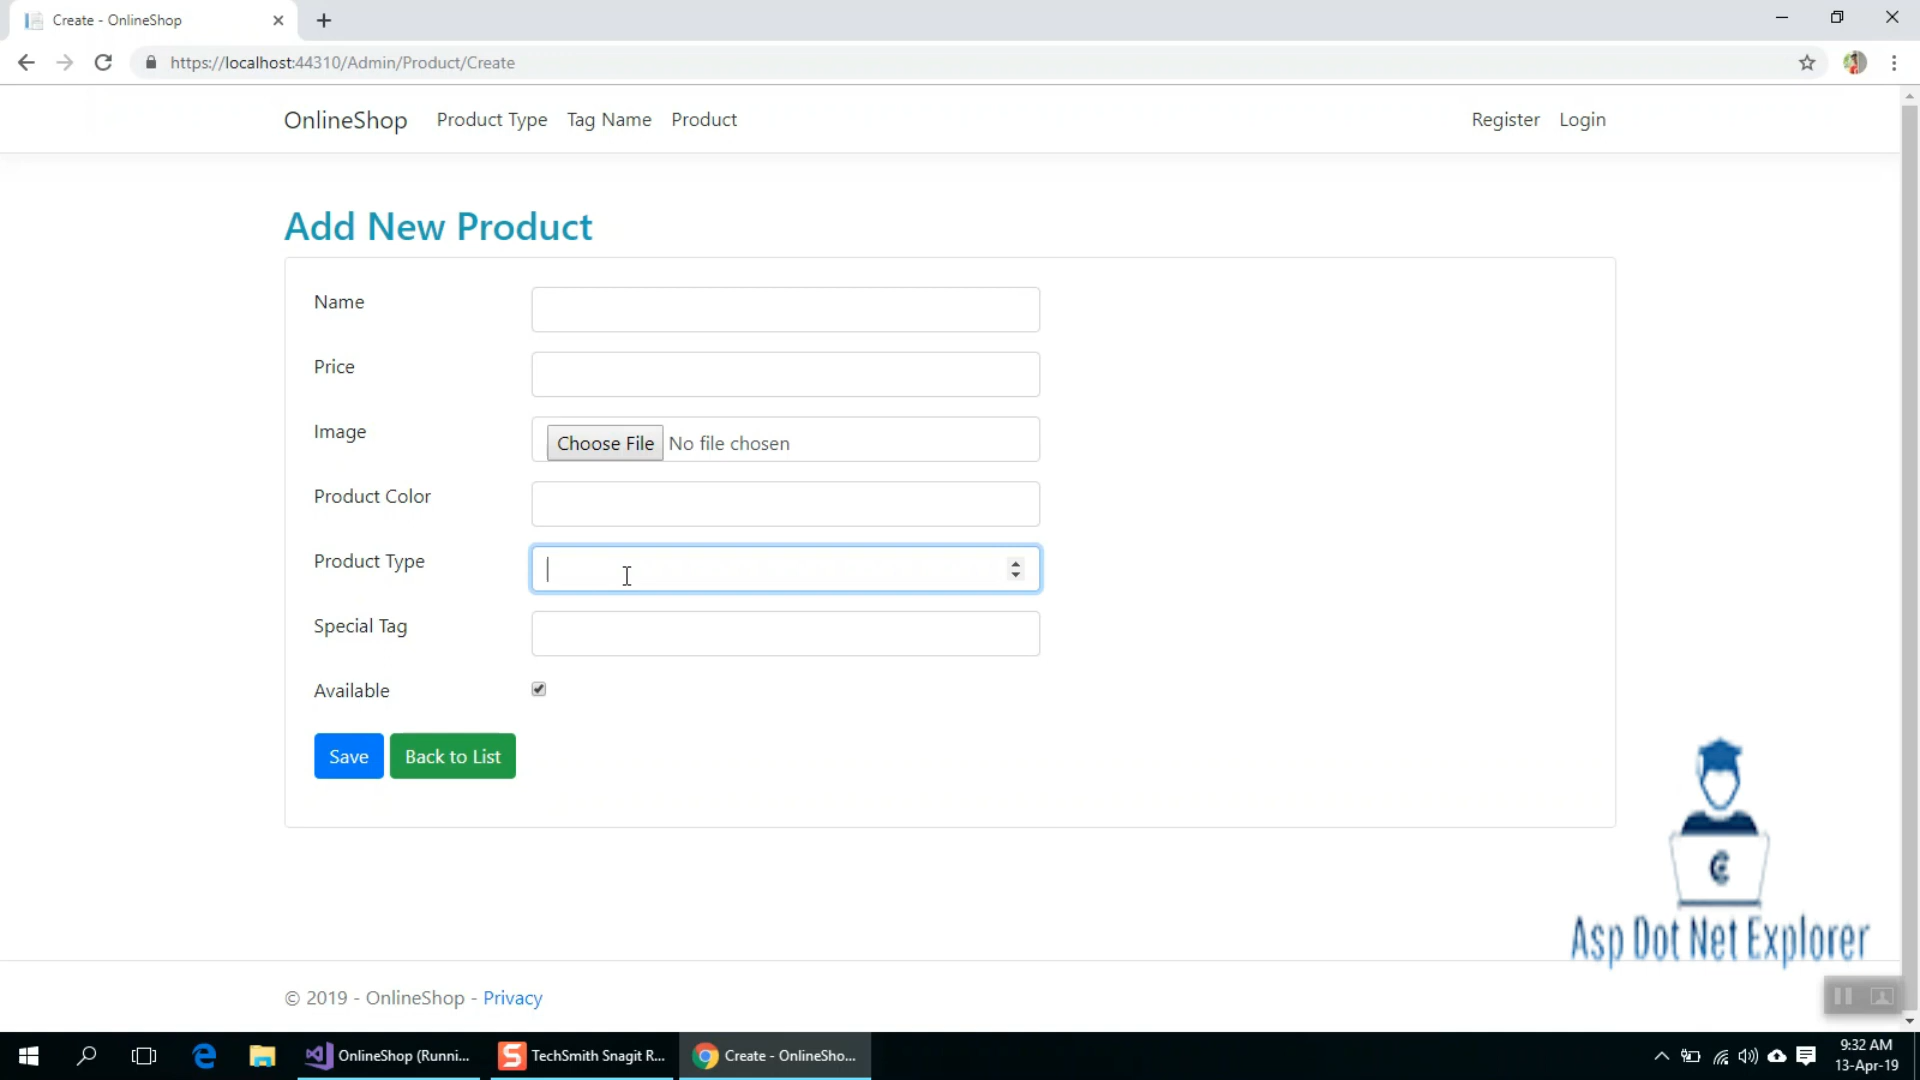 Create - OnlineShop
https://localhost:44310/Admin/Product/Create
OnlineShop Product Type Tag Name Product Register Login
Add New Product
Name
Price
Image Choose File No file chosen
Product Color
Product Type
Special Tag
Available
Save Back to List
Asp Dot Net Explorer
© 2019 - OnlineShop - Privacy
OnlineShop (Runni... TechSmith Snagit R... Create - OnlineSho... 9:32 AM
13-Apr-19